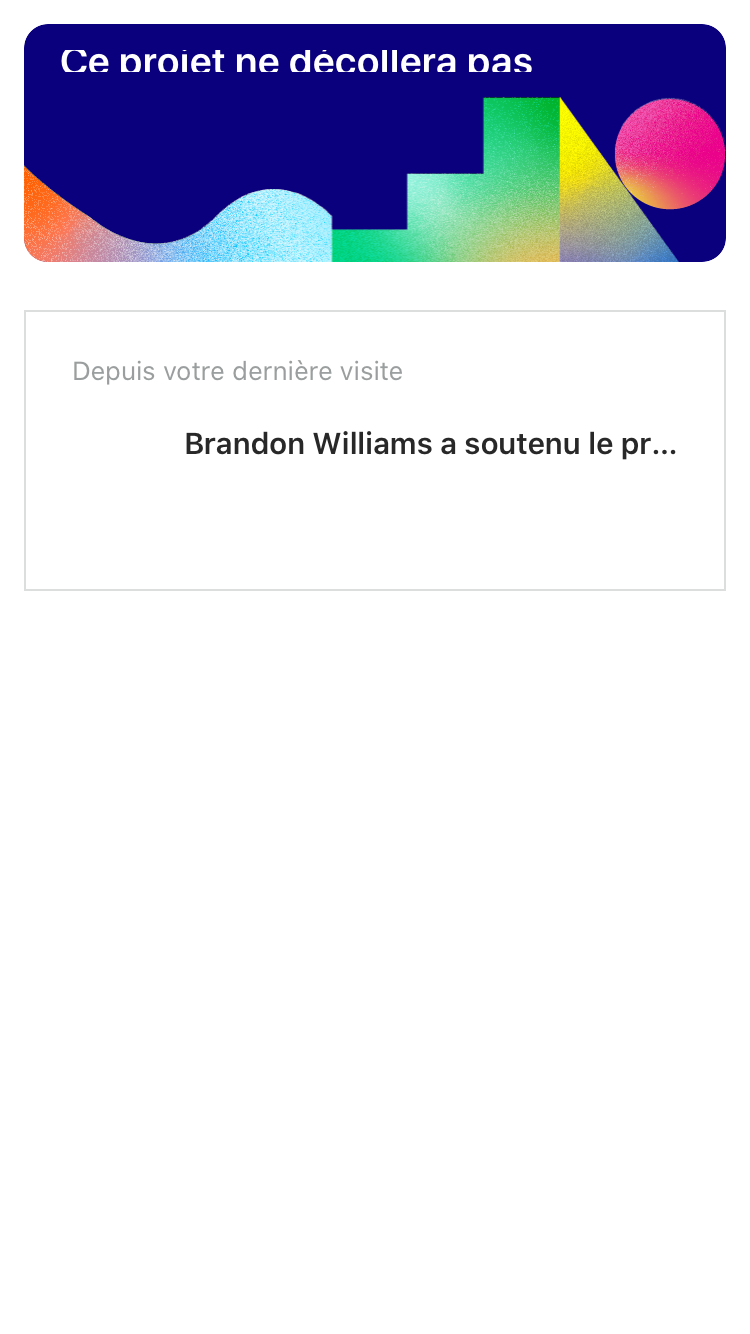 Ce projet ne décollera pas
Depuis votre dernière visite
Brandon Williams a soutenu le pr...